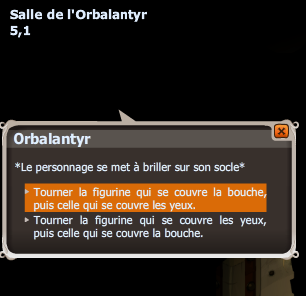 Salle de l'Orbalantyr
5,1
Orbalantyr
*Le personnage se met à briller sur son socle*
Tourner la figurine qui se couvre la bouche,
puis celle qui se couvre les yeux.
Tourner la figurine qui se couvre les yeux,
puis celle qui se couvre la bouche.